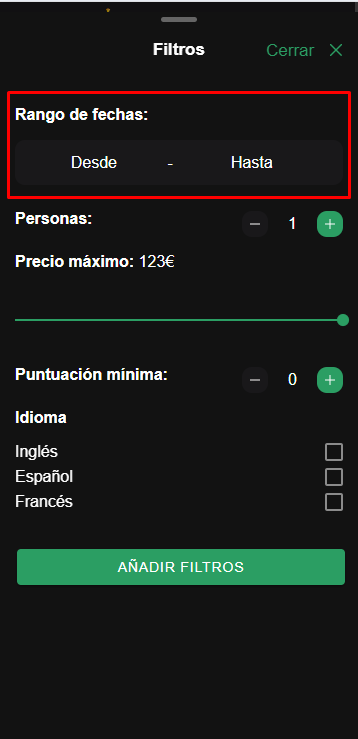 Filtros Cerrar
Rango de fechas:
Desde - Hasta
Personas: 1
Precio máximo: 123€
Puntuación mínima: 0
Idioma
Inglés
Español
Francés
AÑADIR FILTROS